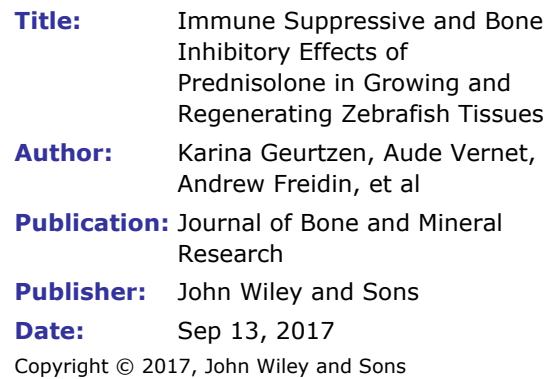 Title: Immune Suppressive and Bone
Inhibitory Effects of
Prednisolone in Growing and
Regenerating Zebrafish Tissues
Author: Karina Geurtzen, Aude Vernet,
Andrew Freidin, et al
Publication: Journal of Bone and Mineral
Research
Publisher: John Wiley and Sons
Date: Sep 13, 2017
Copyright © 2017, John Wiley and Sons